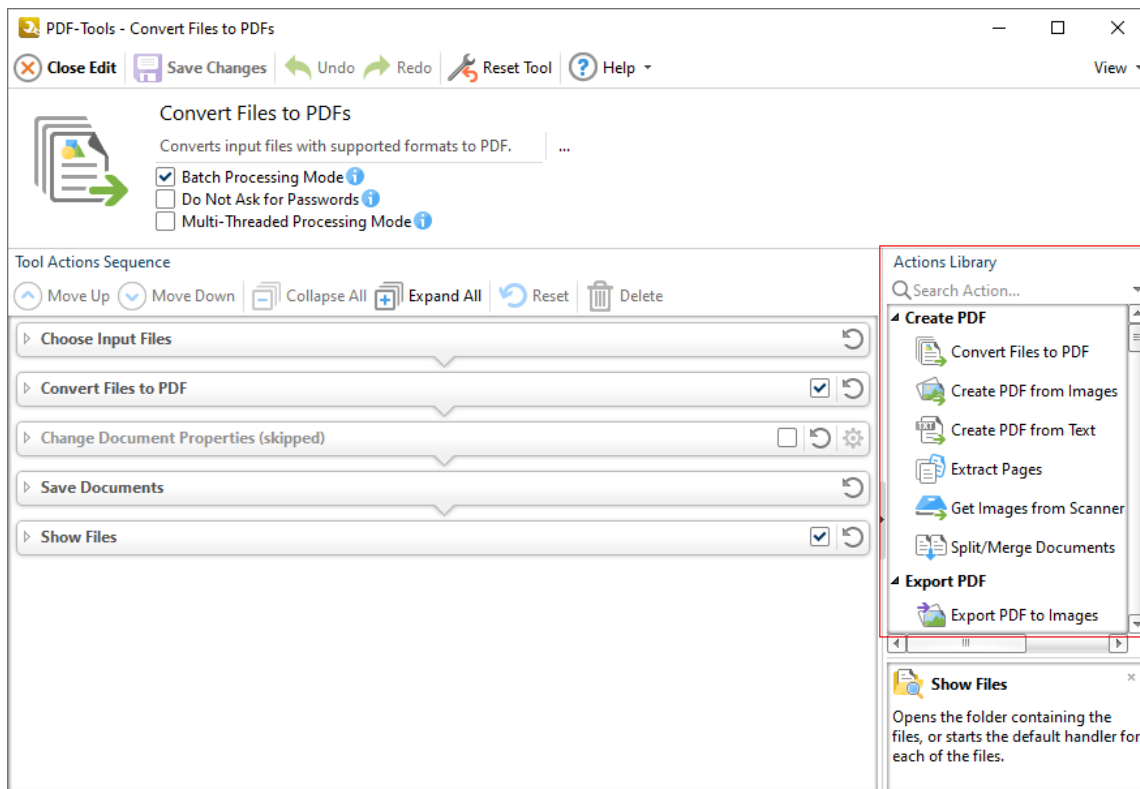 PDF-Tools - Convert Files to PDFs
Close Edit Save Changes Undo Redo Reset Tool ? Help View
Convert Files to PDFs
Converts input files with supported formats to PDF. ...
Batch Processing Mode i
Do Not Ask for Passwords i
Multi-Threaded Processing Mode i
Tool Actions Sequence
Move Up Move Down Collapse All Expand All Reset Delete
Choose Input Files
Convert Files to PDF
Change Document Properties (skipped)
Save Documents
Show Files
Actions Library
Search Action...
Create PDF
Convert Files to PDF
Create PDF from Images
TXT Create PDF from Text
Extract Pages
Get Images from Scanner
Split/Merge Documents
Export PDF
Export PDF to Images
Show Files
Opens the folder containing the
files, or starts the default handler for
each of the files.